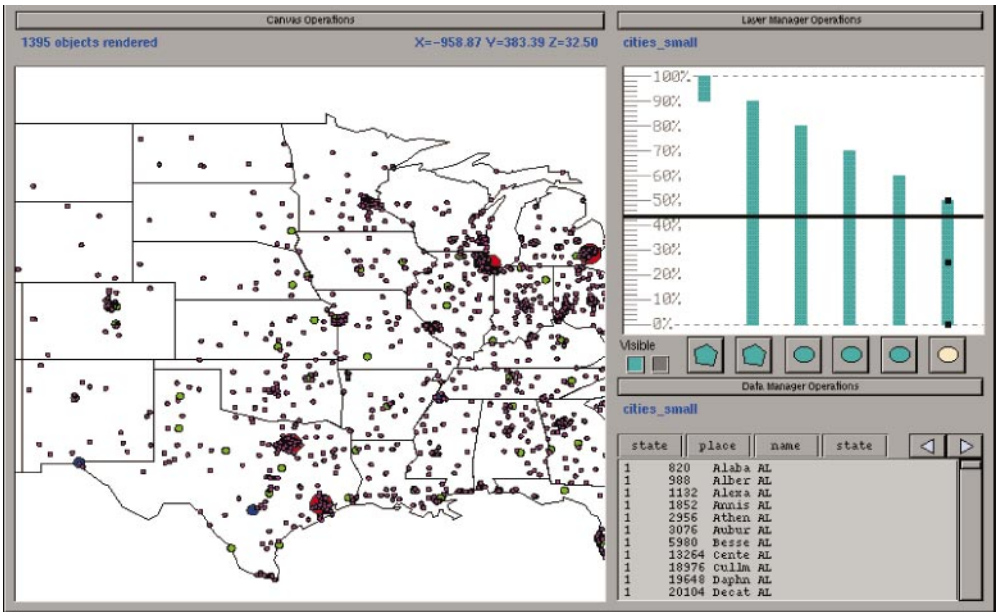 Canvas Operations
1395 objects rendered
X=-958.87 Y=383.39 Z=32.50
Layer Manager Operations
cities_small
100%
90%
80%
70%
60%
50%
40%
30%
20%
10%
0%
Visible
Data Manager Operations
cities_small
state place name state
1 820 Alaba AL
1 988 Alber AL
1 1132 Alexa AL
1 1852 Annis AL
1 2956 Athen AL
1 3076 Aubur AL
1 5980 Besse AL
1 13264 Cente AL
1 18976 Cullm AL
1 19648 Daphn AL
1 20104 Decat AL